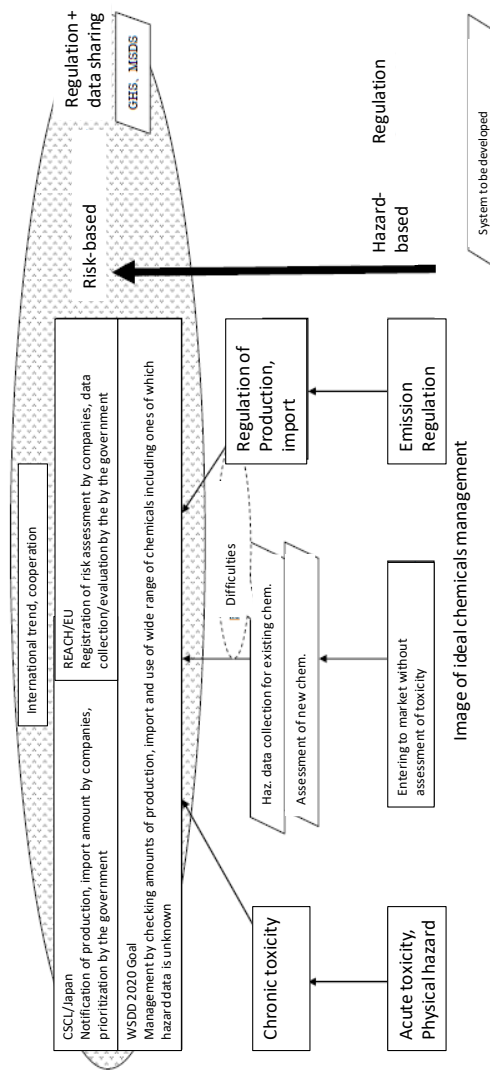 International trend, cooperation
CSCL/Japan
Notification of production, import amount by companies,
prioritization by the government
REACH/EU
Registration of risk assessment by companies, data
collection/evaluation by the by the government
WSDD 2020 Goal
Management by checking amounts of production, import and use of wide range of chemicals including ones of which
hazard data is unknown
Regulation +
data sharing
GHS、MSDS
Risk-based
Difficulties
Chronic toxicity
Haz. data collection for existing chem.
Assessment of new chem.
Regulation of
Production,
import
Hazard-
based
Regulation
Acute toxicity,
Physical hazard
Entering to market without
assessment of toxicity
Emission
Regulation
Image of ideal chemicals management
System to be developed